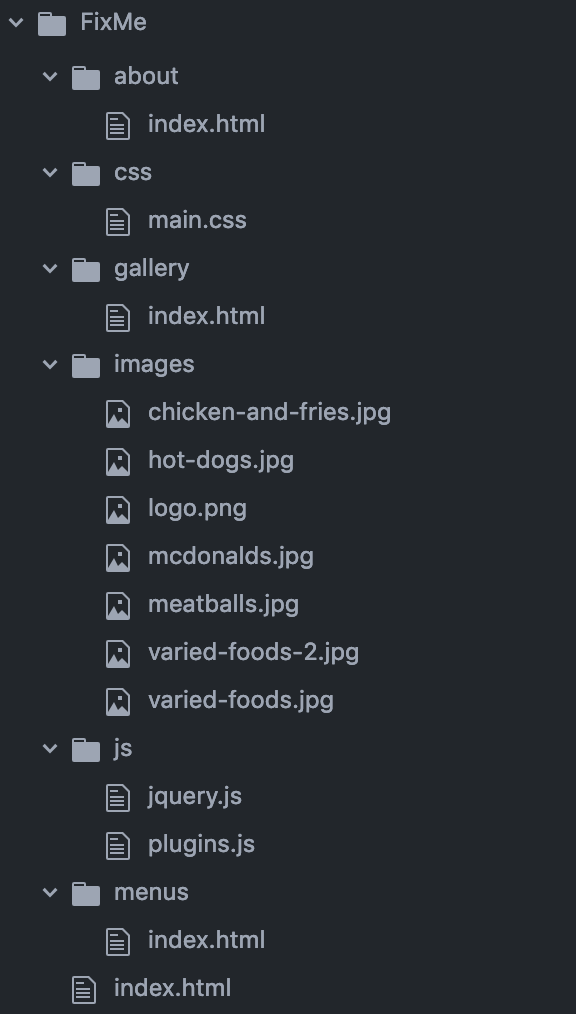 FixMe
about
index.html
css
main.css
gallery
index.html
images
chicken-and-fries.jpg
hot-dogs.jpg
logo.png
mcdonalds.jpg
meatballs.jpg
varied-foods-2.jpg
varied-foods.jpg
js
jquery.js
plugins.js
menus
index.html
index.html